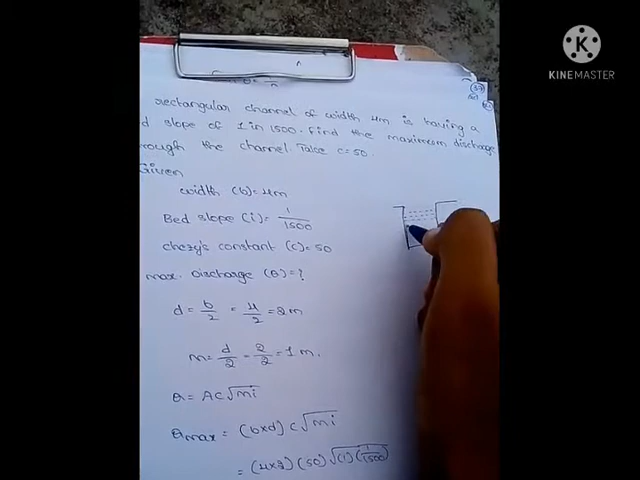 KINEMASTER
rectangular channel of width 4m is having a
d slope of 1 in 1500. find the maximum discharge
rough the channel. Take c=50.
Given
width (b)=4m
Bed slope (i)= 1/1500
chezy's constant (c)=50
max. Discharge (Q)=?
d= b/2 = 4/2 =2m
m= d/2 = 2/2 =1m.
Q= AC√mi
Qmax= (b×d) c√mi
= (4×2) (50) √(1)(1/1500)